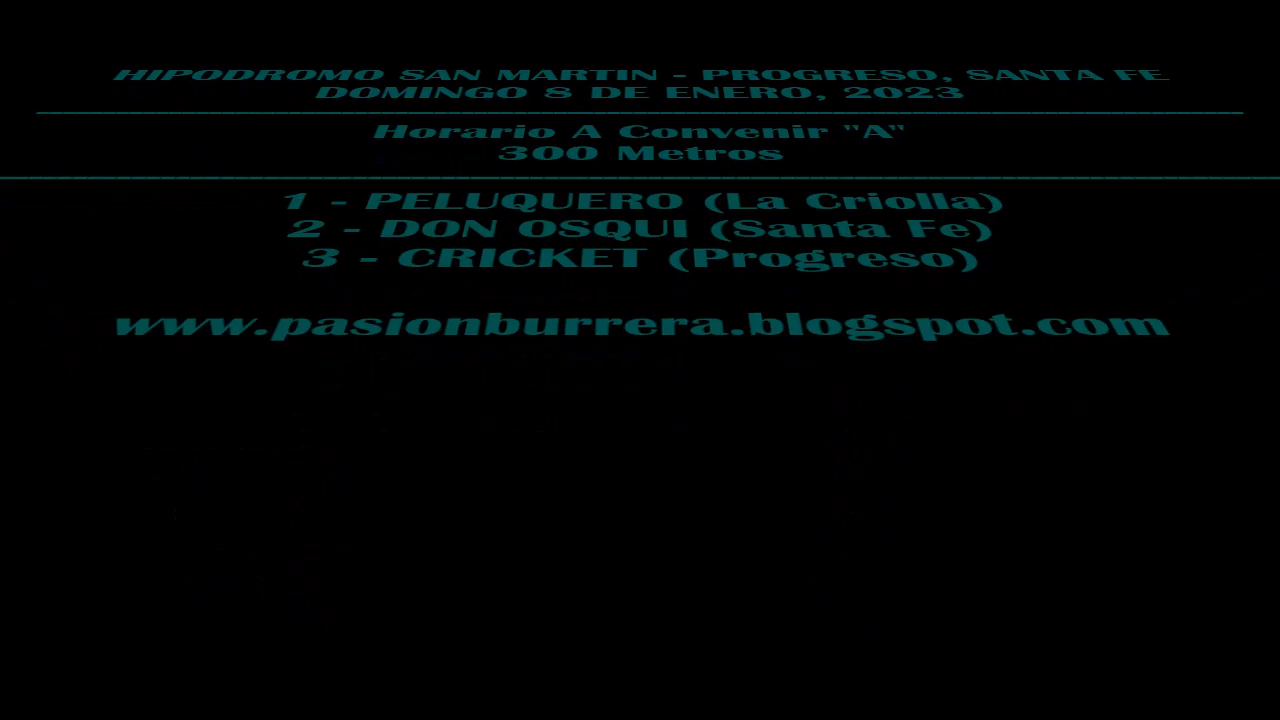 HIPODROMO SAN MARTIN - PROGRESO, SANTA FE
DOMINGO 8 DE ENERO, 2023
Horario A Convenir "A"
300 Metros
1 - PELUQUERO (La Criolla)
2 - DON OSQUI (Santa Fe)
3 - CRICKET (Progreso)
www.pasionburrera.blogspot.com